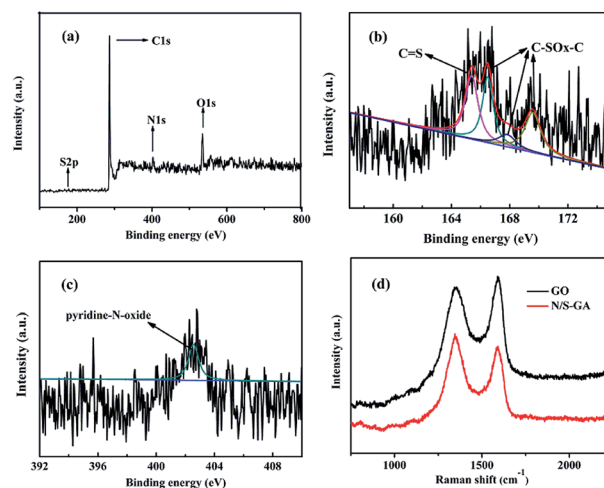 (a)
C1s
N1s
O1s
S2p
Intensity (a.u.)
200 400 600 800
Binding energy (eV)
(b)
C=S
C-SOx-C
Intensity (a.u.)
160 164 168 172
Binding energy (eV)
(c)
pyridine-N-oxide
Intensity (a.u.)
392 396 400 404 408
Binding energy (eV)
(d)
GO
N/S-GA
Intensity (a.u.)
1000 1500 2000
Raman shift (cm-1)